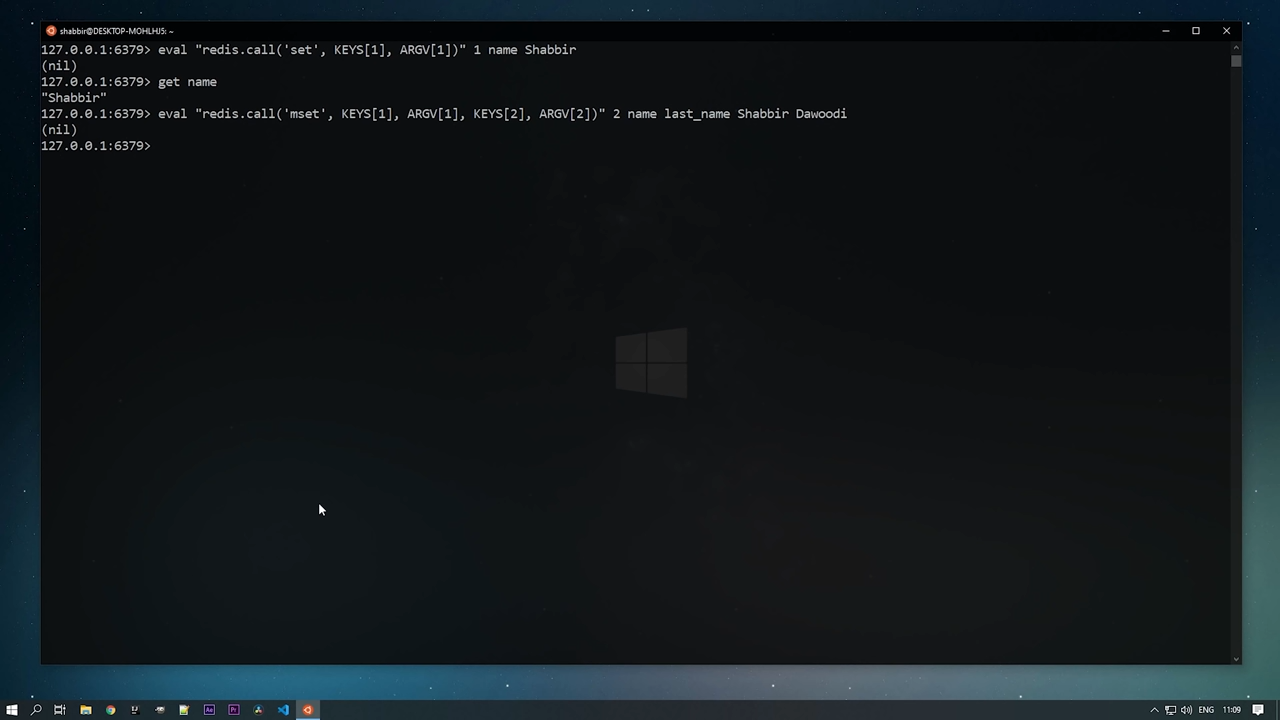 shabbir@DESKTOP-MOHLHJ5: ~
127.0.0.1:6379> eval "redis.call('set', KEYS[1], ARGV[1])" 1 name Shabbir
(nil)
127.0.0.1:6379> get name
"Shabbir"
127.0.0.1:6379> eval "redis.call('mset', KEYS[1], ARGV[1], KEYS[2], ARGV[2])" 2 name last_name Shabbir Dawoodi
(nil)
127.0.0.1:6379>
Ae Pr ENG 11:09